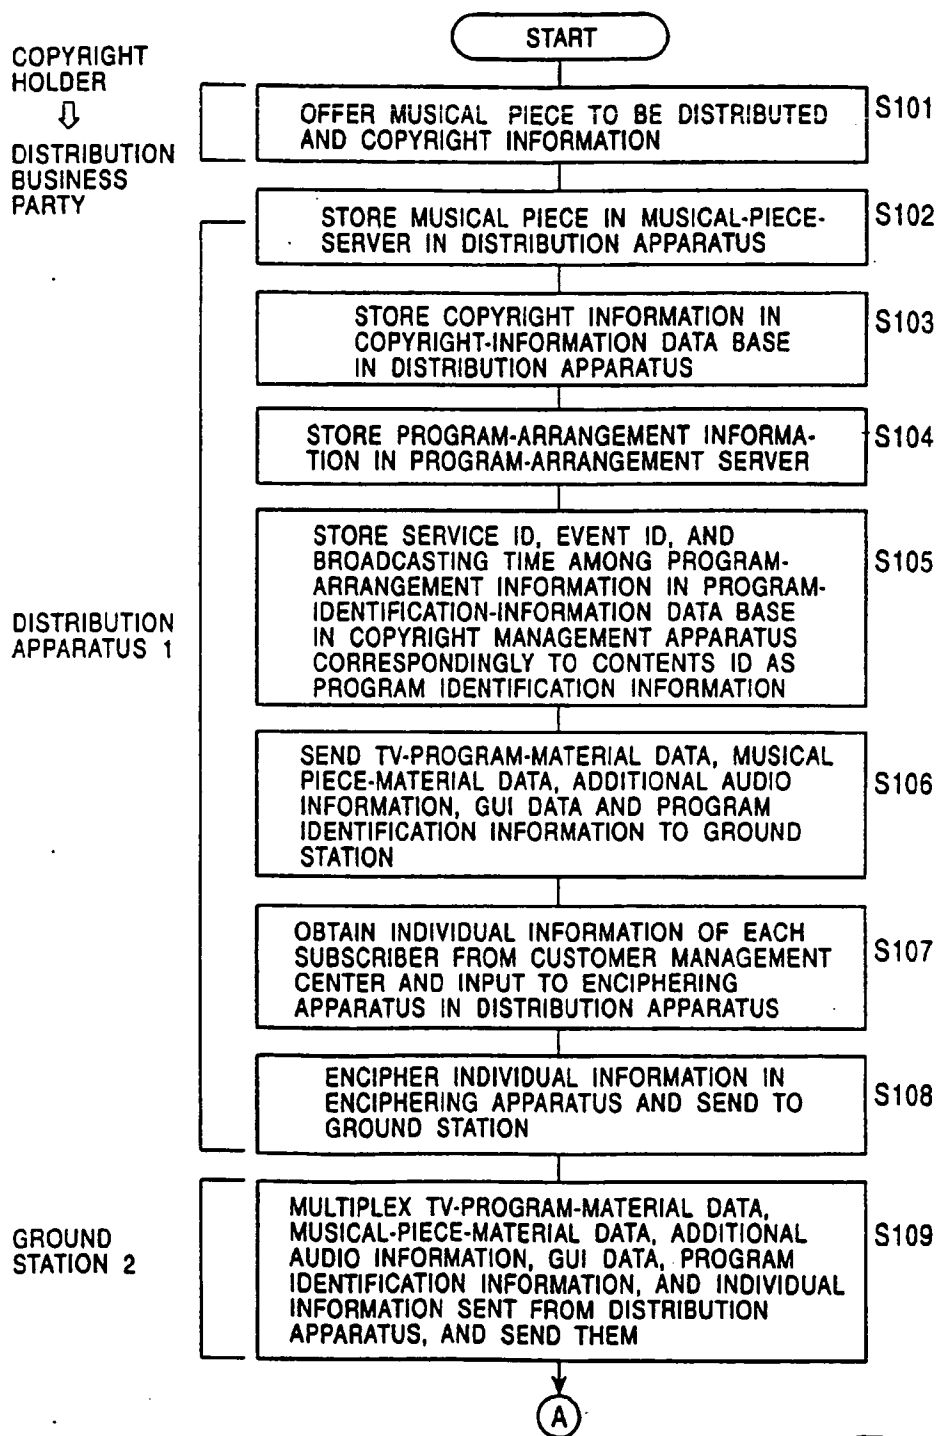 START
COPYRIGHT
HOLDER
⇩
DISTRIBUTION
BUSINESS
PARTY
OFFER MUSICAL PIECE TO BE DISTRIBUTED
AND COPYRIGHT INFORMATION
S101
STORE MUSICAL PIECE IN MUSICAL-PIECE-
SERVER IN DISTRIBUTION APPARATUS
S102
STORE COPYRIGHT INFORMATION IN
COPYRIGHT-INFORMATION DATA BASE
IN DISTRIBUTION APPARATUS
S103
STORE PROGRAM-ARRANGEMENT INFORMA-
TION IN PROGRAM-ARRANGEMENT SERVER
S104
DISTRIBUTION
APPARATUS 1
STORE SERVICE ID, EVENT ID, AND
BROADCASTING TIME AMONG PROGRAM-
ARRANGEMENT INFORMATION IN PROGRAM-
IDENTIFICATION-INFORMATION DATA BASE
IN COPYRIGHT MANAGEMENT APPARATUS
CORRESPONDINGLY TO CONTENTS ID AS
PROGRAM IDENTIFICATION INFORMATION
S105
SEND TV-PROGRAM-MATERIAL DATA, MUSICAL
PIECE-MATERIAL DATA, ADDITIONAL AUDIO
INFORMATION, GUI DATA AND PROGRAM
IDENTIFICATION INFORMATION TO GROUND
STATION
S106
OBTAIN INDIVIDUAL INFORMATION OF EACH
SUBSCRIBER FROM CUSTOMER MANAGEMENT
CENTER AND INPUT TO ENCIPHERING
APPARATUS IN DISTRIBUTION APPARATUS
S107
ENCIPHER INDIVIDUAL INFORMATION IN
ENCIPHERING APPARATUS AND SEND TO
GROUND STATION
S108
GROUND
STATION 2
MULTIPLEX TV-PROGRAM-MATERIAL DATA,
MUSICAL-PIECE-MATERIAL DATA, ADDITIONAL
AUDIO INFORMATION, GUI DATA, PROGRAM
IDENTIFICATION INFORMATION, AND INDIVIDUAL
INFORMATION SENT FROM DISTRIBUTION
APPARATUS, AND SEND THEM
S109
A